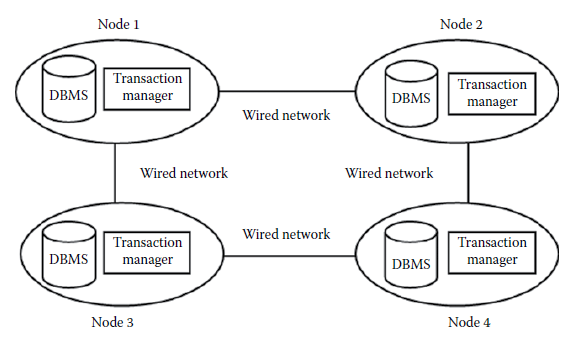 Node 1
Node 2
DBMS
Transaction
manager
DBMS
Transaction
manager
Wired network
Wired network
Wired network
Wired network
DBMS
Transaction
manager
DBMS
Transaction
manager
Node 3
Node 4